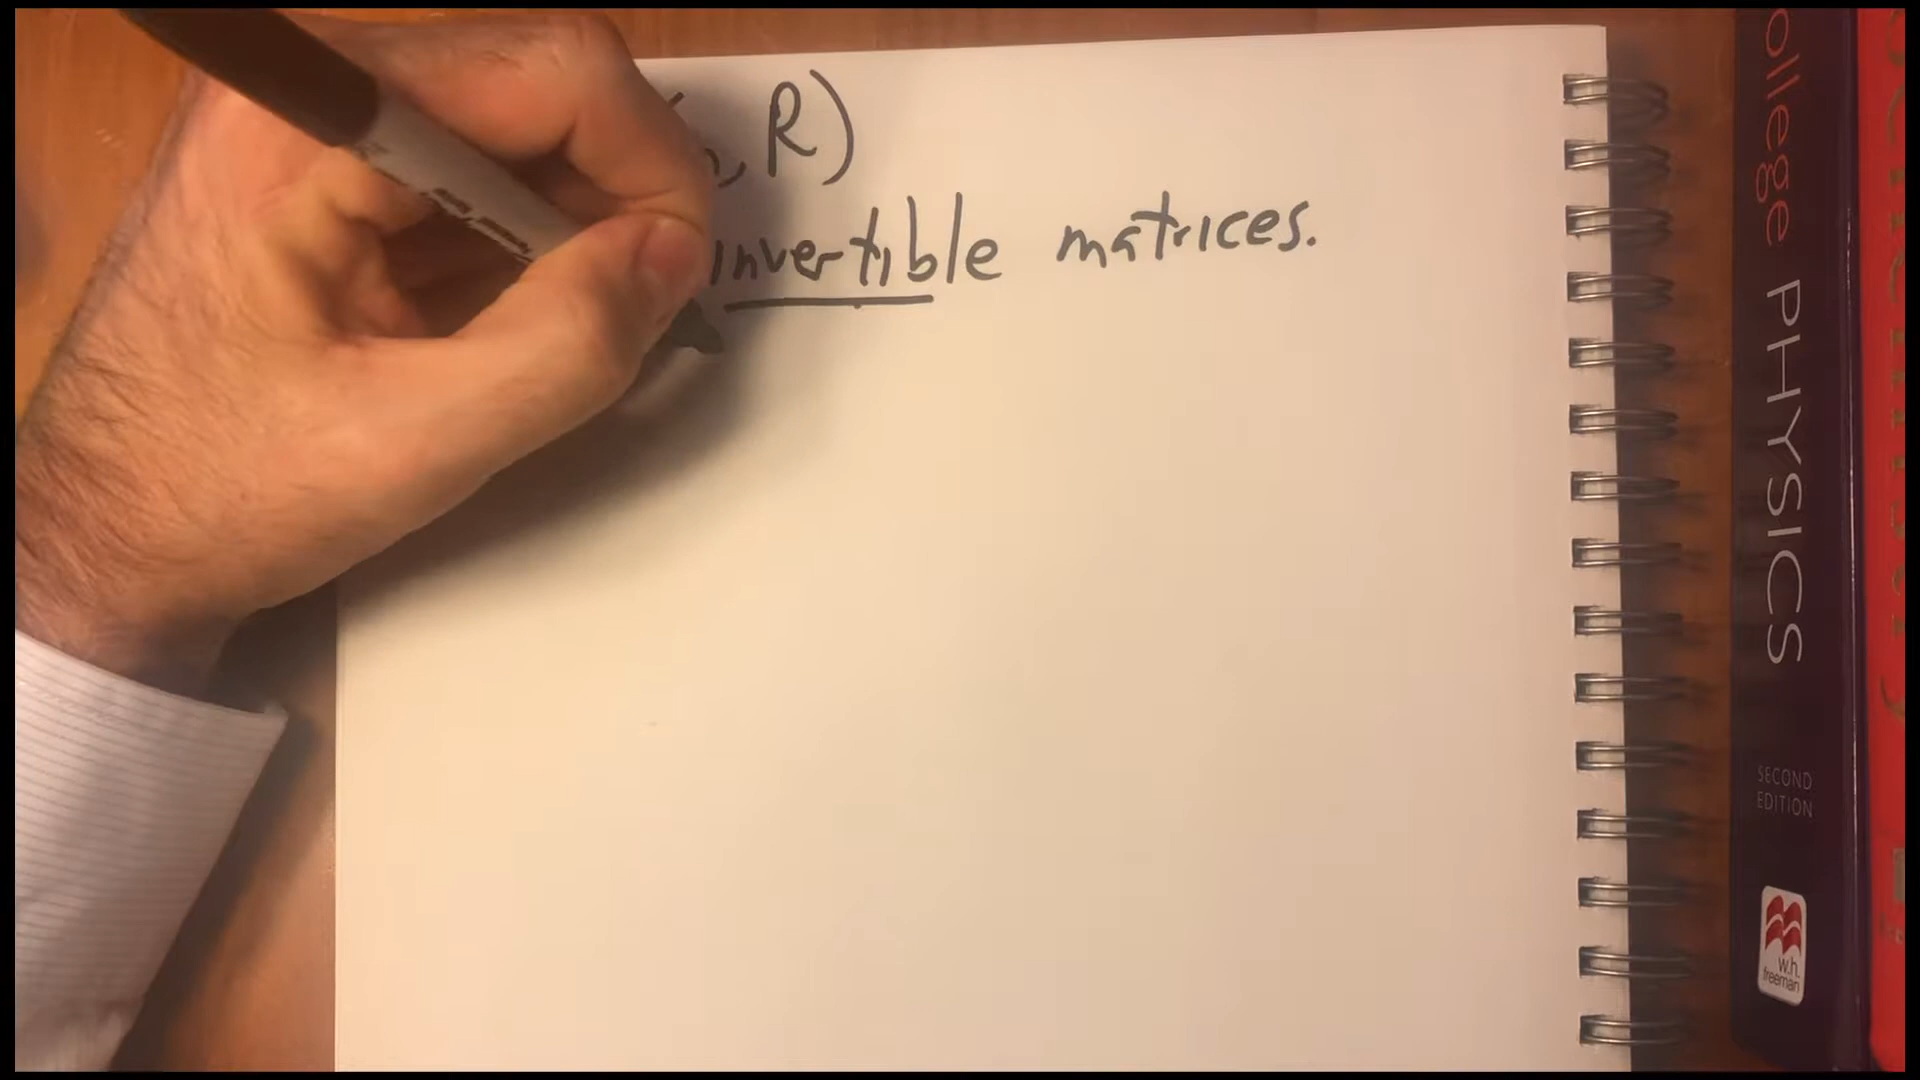 n, R)
invertible matrices.
ollege PHYSICS
SECOND
EDITION
w.h.
freeman